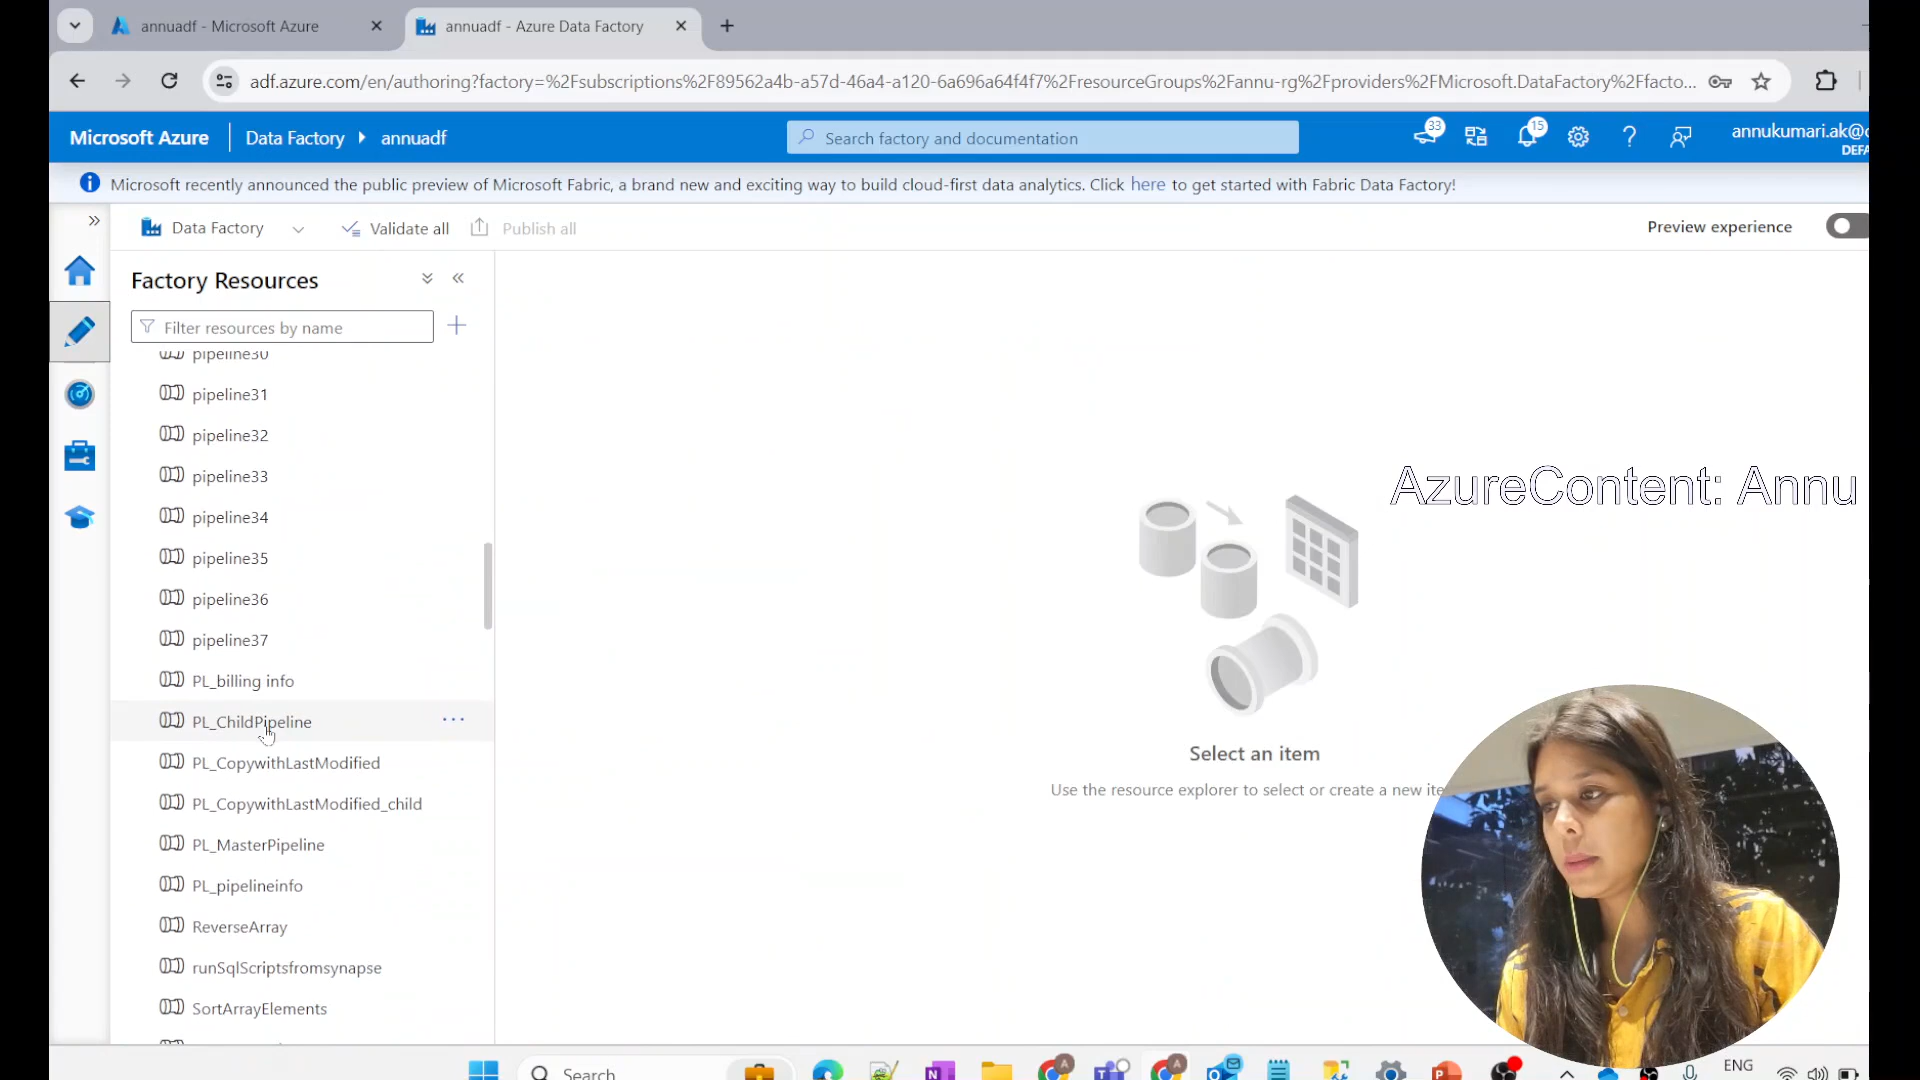 annuadf - Microsoft Azure
annuadf - Azure Data Factory
adf.azure.com/en/authoring?factory=%2Fsubscriptions%2F89562a4b-a57d-46a4-a120-6a696a64f4f7%2FresourceGroups%2Fannu-rg%2Fproviders%2FMicrosoft.DataFactory%2Ffacto...
Microsoft Azure
Data Factory
annuadf
Search factory and documentation
33
15
annukumari.ak@
DEFA
Microsoft recently announced the public preview of Microsoft Fabric, a brand new and exciting way to build cloud-first data analytics. Click here to get started with Fabric Data Factory!
Data Factory
Validate all
Publish all
Preview experience
Factory Resources
Filter resources by name
pipeline30
pipeline31
pipeline32
pipeline33
pipeline34
pipeline35
pipeline36
pipeline37
PL_billing info
PL_ChildPipeline
PL_CopywithLastModified
PL_CopywithLastModified_child
PL_MasterPipeline
PL_pipelineinfo
ReverseArray
runSqlScriptsfromsynapse
SortArrayElements
AzureContent: Annu
Select an item
Use the resource explorer to select or create a new ite
Search
ENG